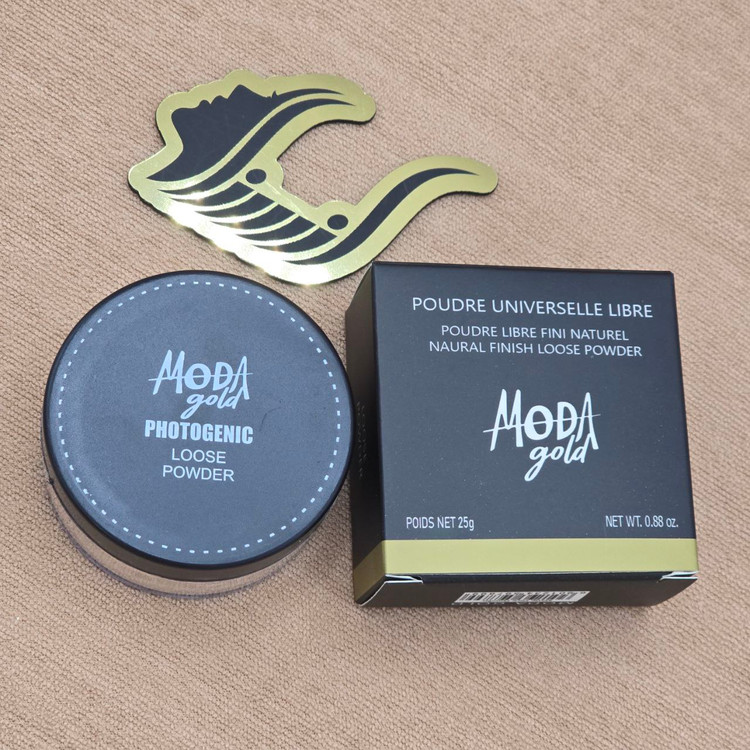 MODA
gold
PHOTOGENIC
LOOSE
POWDER
POUDRE UNIVERSELLE LIBRE
POUDRE LIBRE FINI NATUREL
NAURAL FINISH LOOSE POWDER
MODA
gold
POIDS NET 25g
NET WT. 0.88 oz.